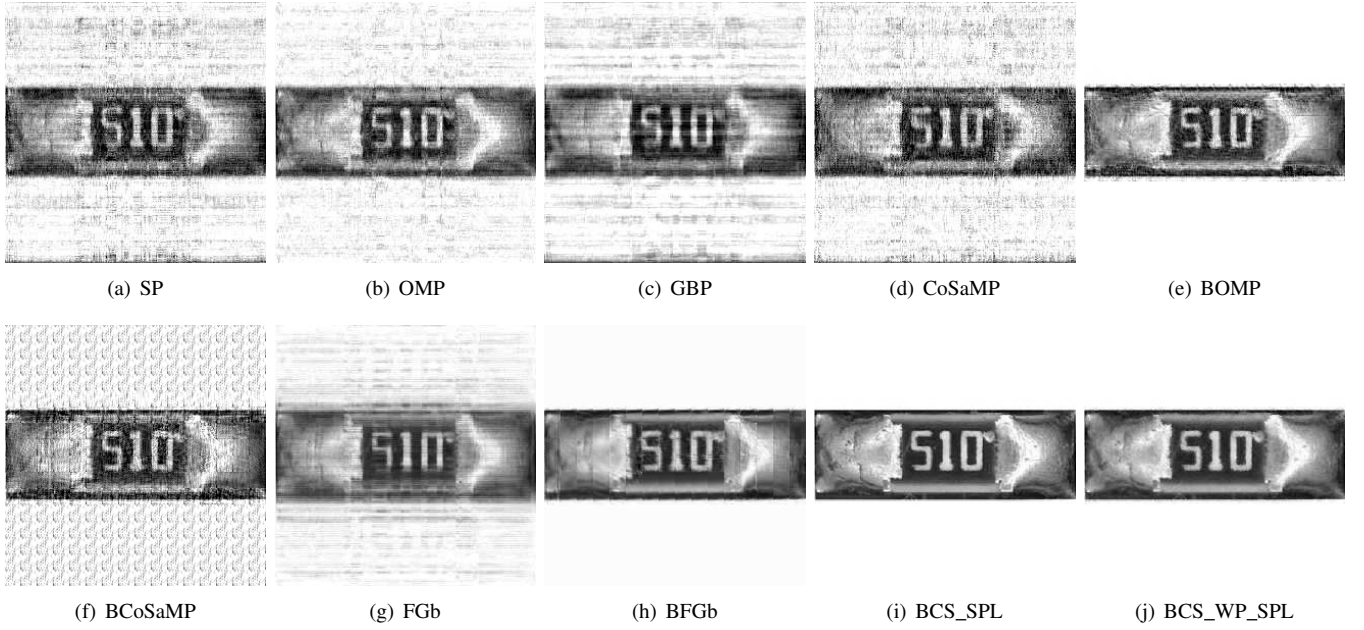 510 510 510 510 510
(a) SP (b) OMP (c) GBP (d) CoSaMP (e) BOMP
510 510 510 510 510
(f) BCoSaMP (g) FGb (h) BFGb (i) BCS_SPL (j) BCS_WP_SPL